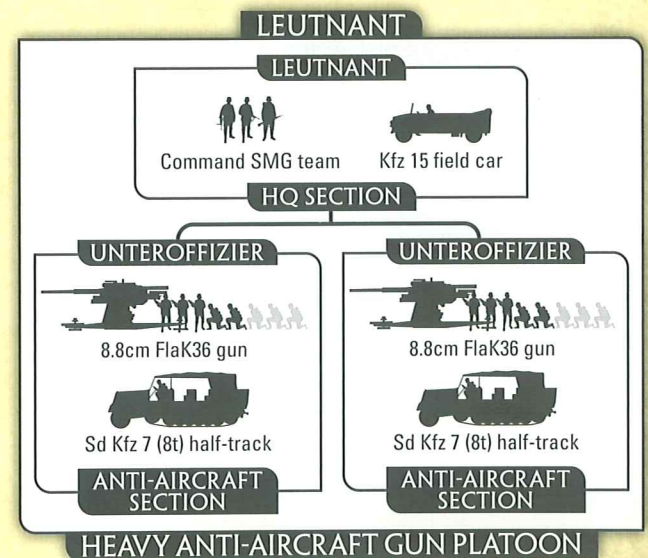 LEUTNANT
LEUTNANT
Command SMG team
Kfz 15 field car
HQ SECTION
UNTEROFFIZIER
8.8cm FlaK36 gun
Sd Kfz 7 (8t) half-track
ANTI-AIRCRAFT
SECTION
UNTEROFFIZIER
8.8cm FlaK36 gun
Sd Kfz 7 (8t) half-track
ANTI-AIRCRAFT
SECTION
HEAVY ANTI-AIRCRAFT GUN PLATOON